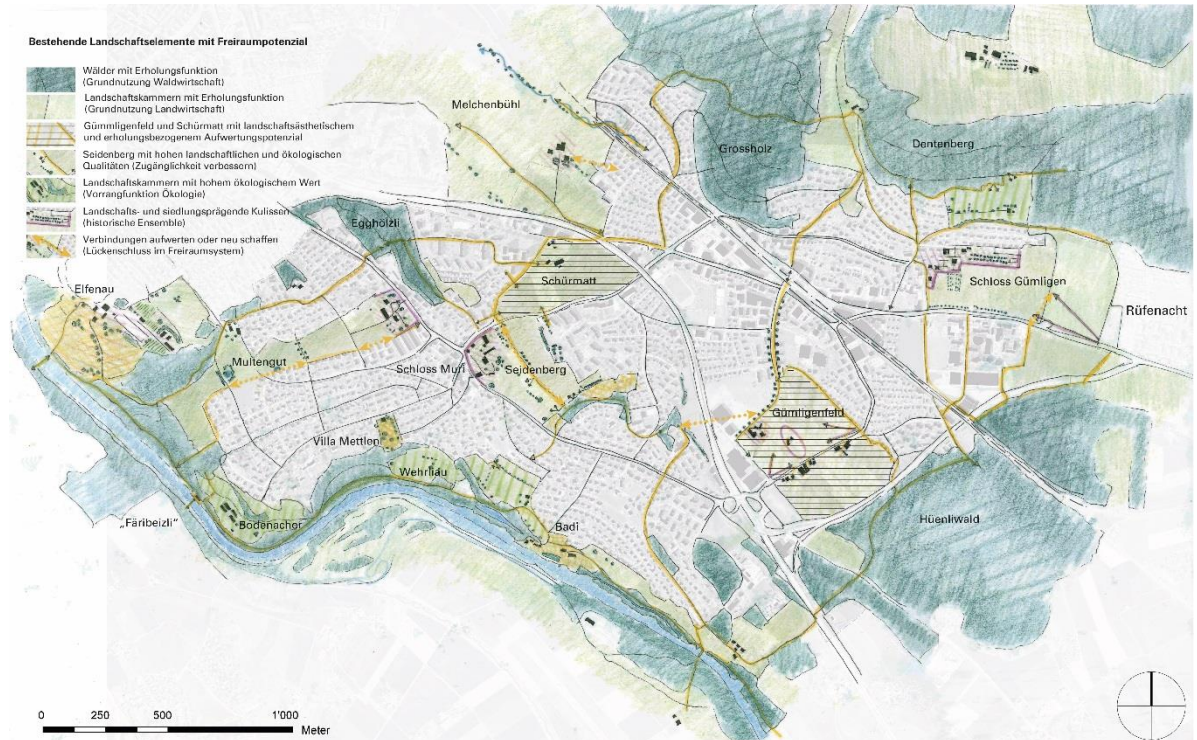 Bestehende Landschaftselemente mit Freiraumpotenzial
Wälder mit Erholungsfunktion
(Grundnutzung Waldwirtschaft)
Landschaftskammern mit Erholungsfunktion
(Grundnutzung Landwirtschaft)
Gümmligenfeld und Schürmatt mit landschaftsästhetischem
und erholungsbezogenem Aufwertungspotenzial
Seidenberg mit hohen landschaftlichen und ökologischen
Qualitäten (Zugänglichkeit verbessern)
Landschaftskammern mit hohem ökologischem Wert
(Vorrangfunktion Ökologie)
Landschafts- und siedlungsprägende Kulissen
(historische Ensemble)
Verbindungen aufwerten oder neu schaffen
(Lückenschluss im Freiraumsystem)
Melchenbühl
Grossholz
Dentenberg
Egghölzli
Elfenau
Schürmatt
Schloss Gümligen
Rüfenacht
Multengut
Schloss Muri
Seidenberg
Gümligenfeld
Villa Mettlen
Wehrliau
"Färibeizli"
Bodenacher
Badi
Hüenliwald
0 250 500 1'000
Meter